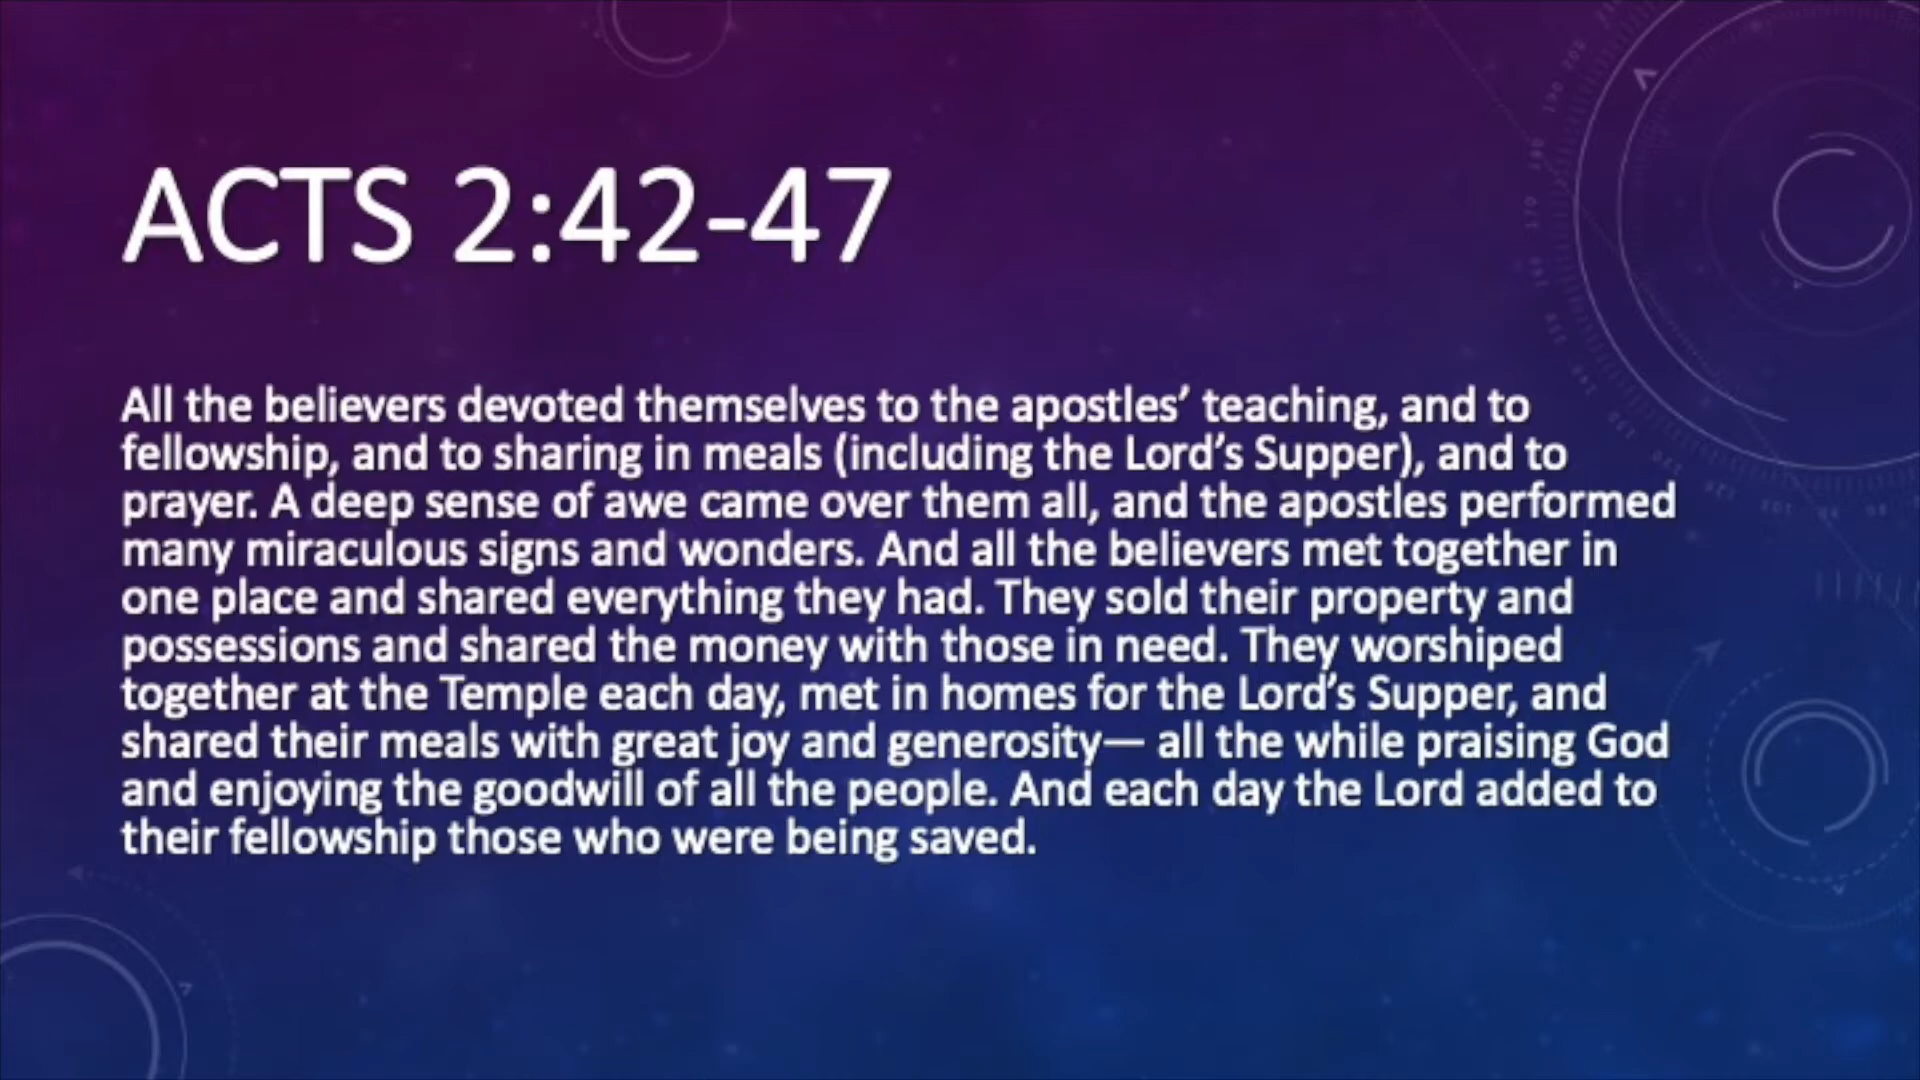 ACTS 2:42-47
All the believers devoted themselves to the apostles’ teaching, and to
fellowship, and to sharing in meals (including the Lord’s Supper), and to
prayer. A deep sense of awe came over them all, and the apostles performed
many miraculous signs and wonders. And all the believers met together in
one place and shared everything they had. They sold their property and
possessions and shared the money with those in need. They worshiped
together at the Temple each day, met in homes for the Lord’s Supper, and
shared their meals with great joy and generosity— all the while praising God
and enjoying the goodwill of all the people. And each day the Lord added to
their fellowship those who were being saved.